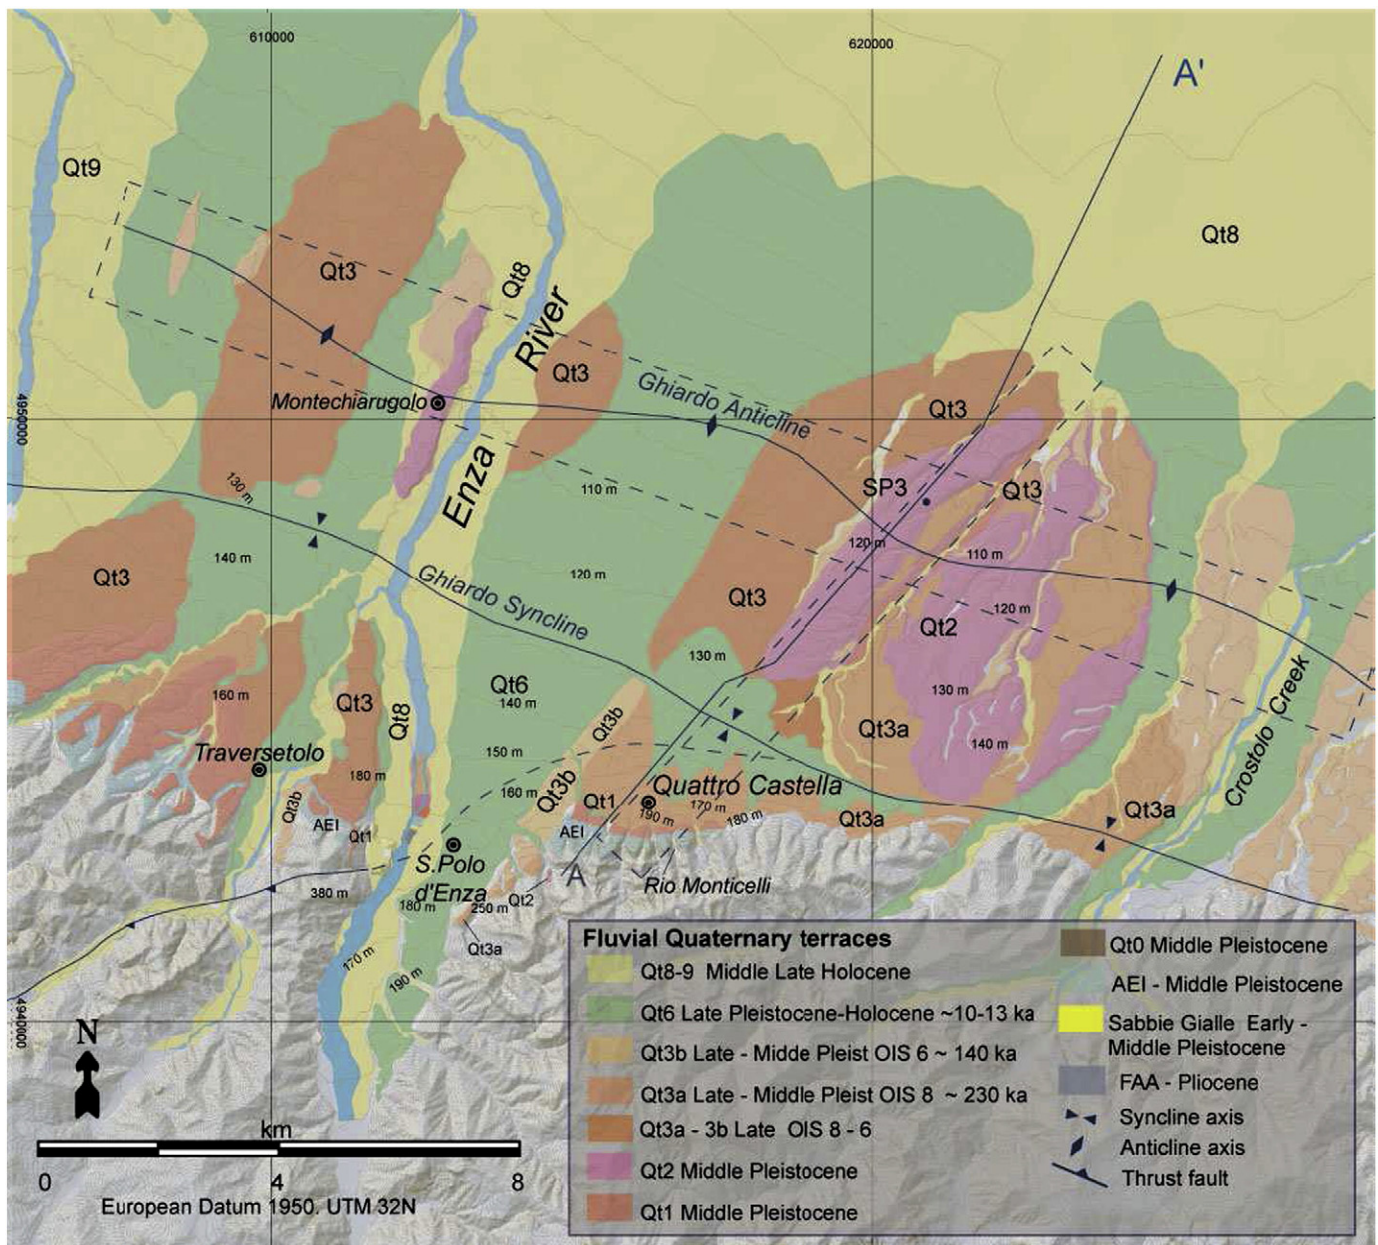 610000
620000
A'
Qt9
Qt8
Qt3
Qt8
River
Qt3
Ghiardo Anticline
Montechiarugolo
Qt3
4950000
Enza
130 m
110 m
SP3
Qt3
120 m
110 m
140 m
120 m
Qt3
Ghiardo Syncline
Qt3
120 m
Qt2
130 m
Qt6
140 m
160 m
Qt3
Qt8
130 m
Qt3b
Qt3a
140 m
Crostolo Creek
Traversetolo
150 m
180 m
160 m
Qt3b
Quattro Castella
Qt3b
Qt1
170 m
190 m
180 m
Qt3a
Qt3a
AEI
Qt1
AEI
S.Polo
d'Enza
A
Rio Monticelli
380 m
180 m
250 m
Qt2
Qt3a
170 m
190 m
4940000
N
km
0
4
8
European Datum 1950. UTM 32N
Fluvial Quaternary terraces
Qt8-9 Middle Late Holocene
Qt6 Late Pleistocene-Holocene ~10-13 ka
Qt3b Late - Midde Pleist OIS 6 ~ 140 ka
Qt3a Late - Middle Pleist OIS 8 ~ 230 ka
Qt3a - 3b Late OIS 8 - 6
Qt2 Middle Pleistocene
Qt1 Middle Pleistocene
Qt0 Middle Pleistocene
AEI - Middle Pleistocene
Sabbie Gialle Early -
Middle Pleistocene
FAA - Pliocene
Syncline axis
Anticline axis
Thrust fault